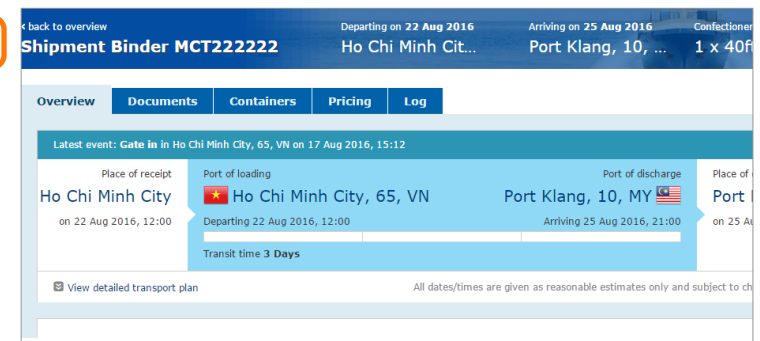 back to overview
Shipment Binder MCT222222
Departing on 22 Aug 2016
Ho Chi Minh Cit...
Arriving on 25 Aug 2016
Port Klang, 10, ...
Confectioner
1 x 40f
Overview
Documents
Containers
Pricing
Log
Latest event: Gate in in Ho Chi Minh City, 65, VN on 17 Aug 2016, 15:12
Place of receipt
Ho Chi Minh City
on 22 Aug 2016, 12:00
Port of loading
Ho Chi Minh City, 65, VN
Departing 22 Aug 2016, 12:00
Port of discharge
Port Klang, 10, MY
Arriving 25 Aug 2016, 21:00
Transit time 3 Days
Place of
Port
on 25 Au
View detailed transport plan
All dates/times are given as reasonable estimates only and subject to ch